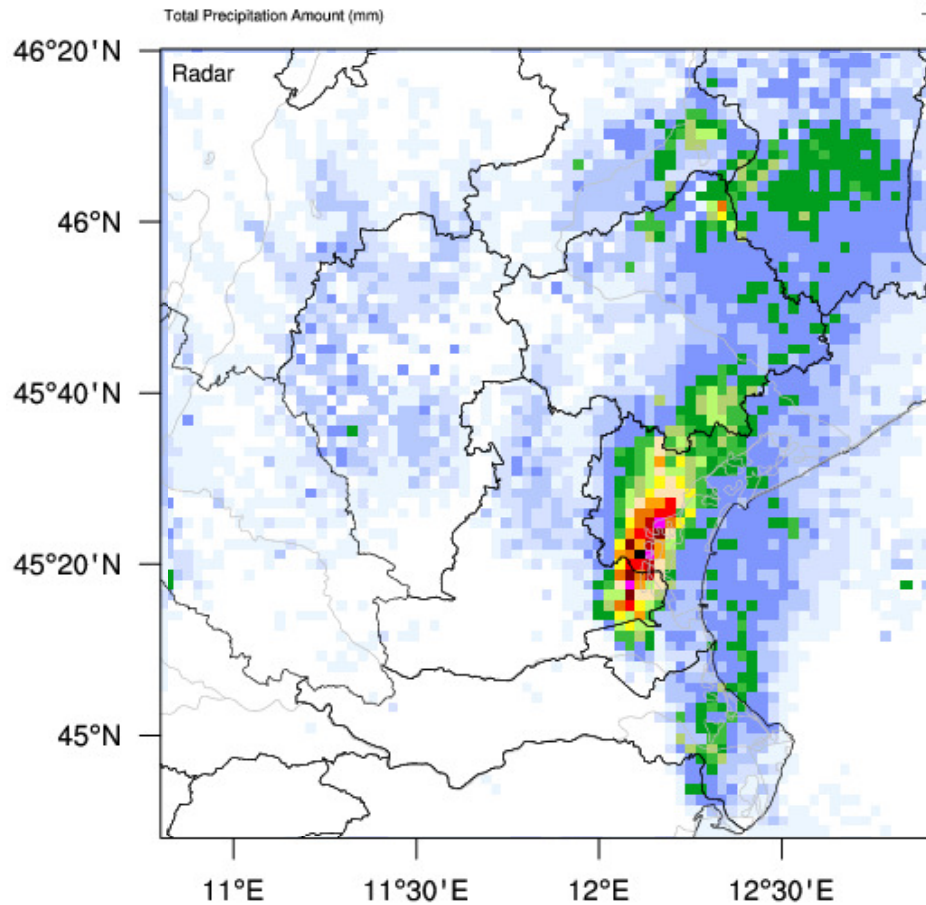 Total Precipitation Amount (mm)
46°20'N
Radar
46°N
45°40'N
45°20'N
45°N
11°E
11°30'E
12°E
12°30'E